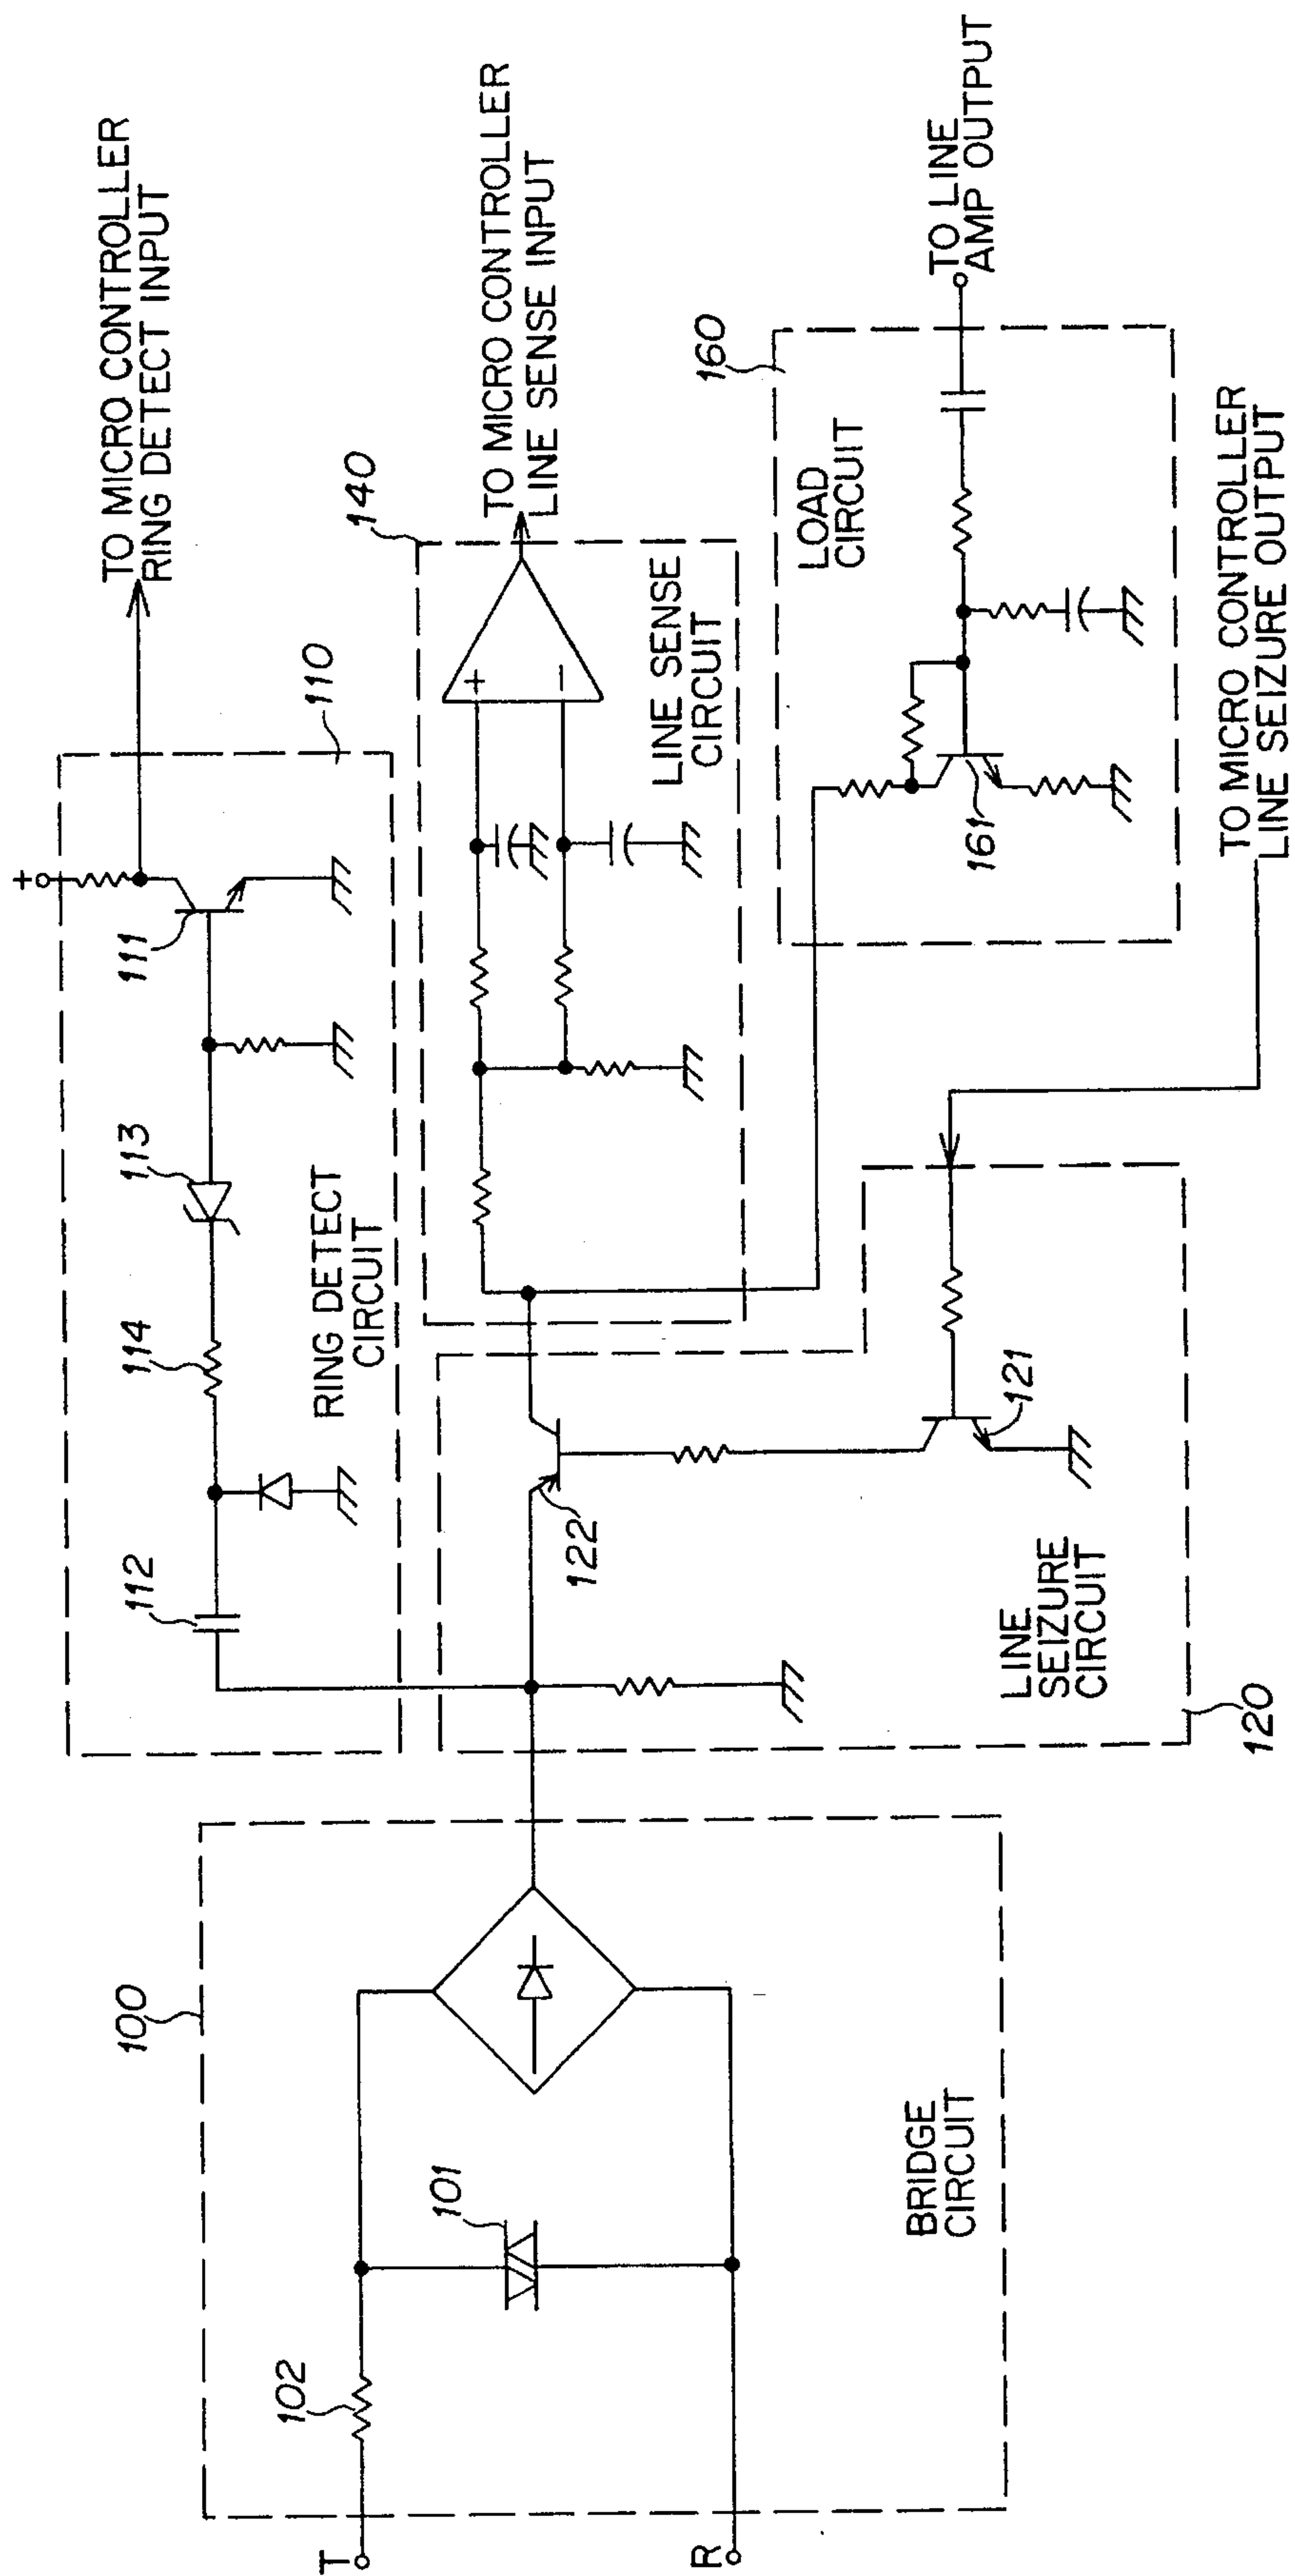 TO MICRO CONTROLLER
RING DETECT INPUT
+
111
110
113
114
112
RING DETECT
CIRCUIT
TO MICRO CONTROLLER
LINE SENSE INPUT
140
+
−
LINE SENSE
CIRCUIT
160
LOAD
CIRCUIT
161
TO LINE
AMP OUTPUT
TO MICRO CONTROLLER
LINE SEIZURE OUTPUT
122
121
LINE
SEIZURE
CIRCUIT
120
100
101
102
T
R
BRIDGE
CIRCUIT